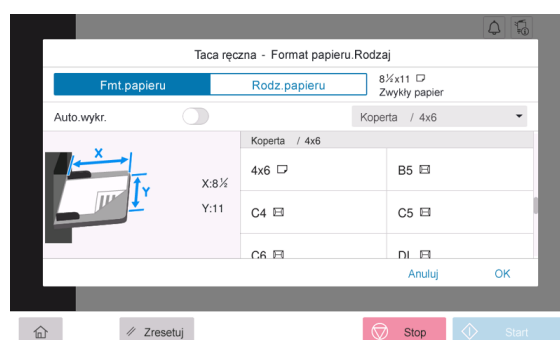 Taca ręczna - Format papieru.Rodzaj
Fmt.papieru
Rodz.papieru
8½x11
Zwykły papier
Auto.wykr.
Koperta / 4x6
Koperta / 4x6
X
Y
X:8½
Y:11
4x6
B5
C4
C5
C6
DL
Anuluj
OK
Zresetuj
Stop
Start